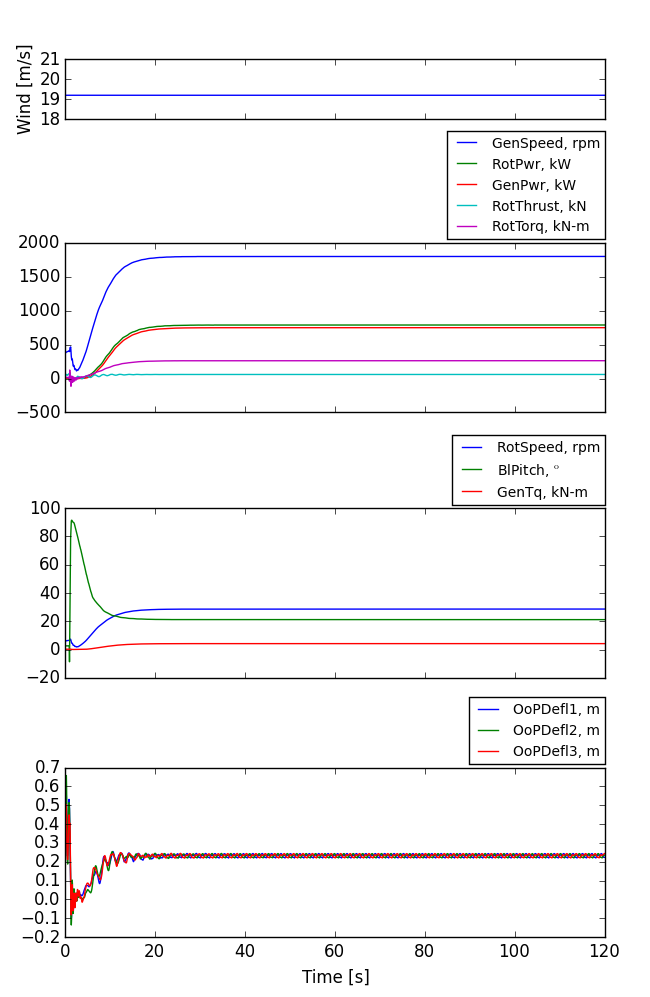 Wind [m/s]
21
20
19
18
GenSpeed, rpm
RotPwr, kW
GenPwr, kW
RotThrust, kN
RotTorq, kN-m
2000
1500
1000
500
0
−500
RotSpeed, rpm
BlPitch, °
GenTq, kN-m
100
80
60
40
20
0
−20
OoPDefl1, m
OoPDefl2, m
OoPDefl3, m
0.7
0.6
0.5
0.4
0.3
0.2
0.1
0.0
−0.1
−0.2
0 20 40 60 80 100 120
Time [s]